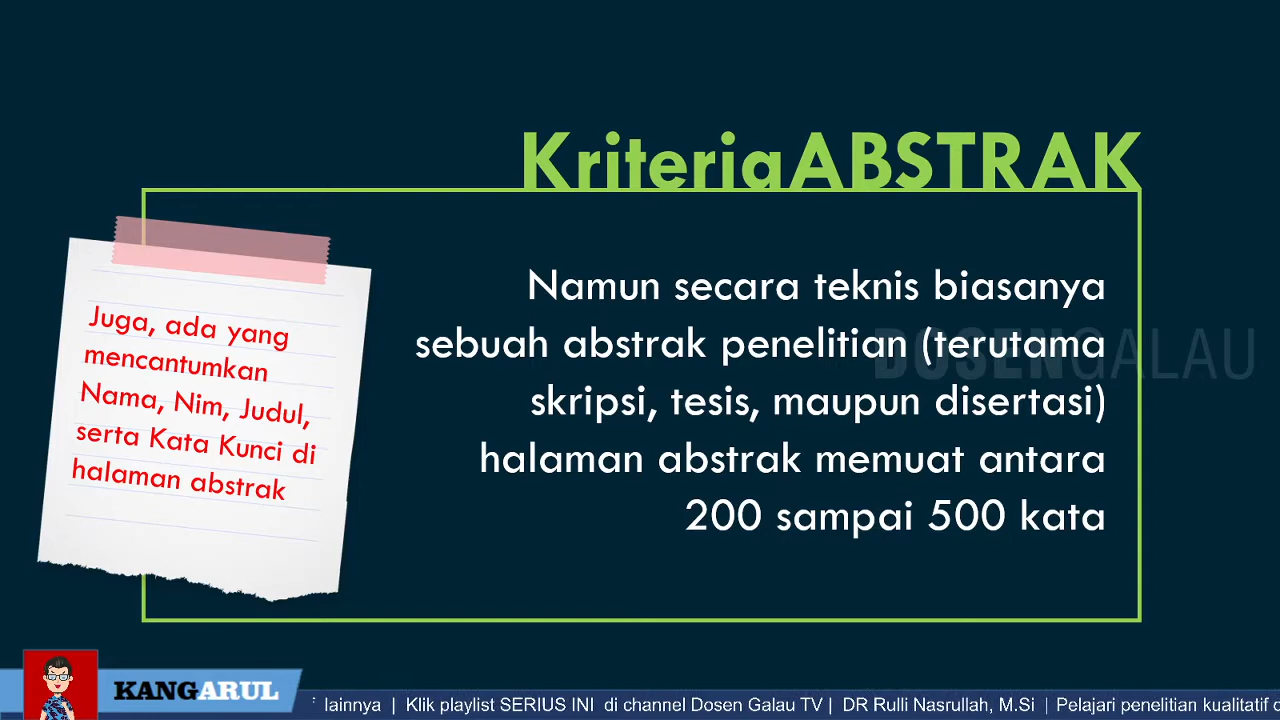 KriteriaABSTRAK
Namun secara teknis biasanya
sebuah abstrak penelitian (terutama
skripsi, tesis, maupun disertasi)
halaman abstrak memuat antara
200 sampai 500 kata
Juga, ada yang
mencantumkan
Nama, Nim, Judul,
serta Kata Kunci di
halaman abstrak
DOSENGALAU
KANGARUL
lainnya | Klik playlist SERIUS INI di channel Dosen Galau TV | DR Rulli Nasrullah, M.Si | Pelajari penelitian kualitatif